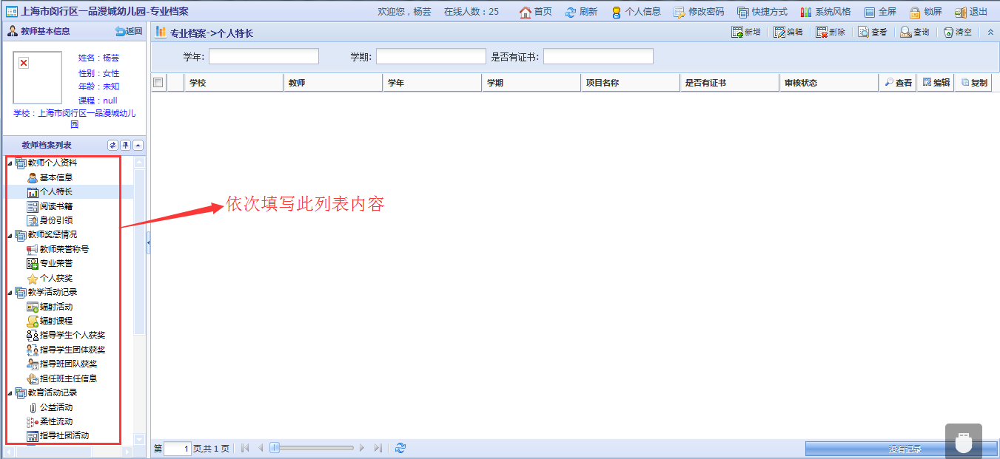 上海市闵行区一品漫城幼儿园-专业档案
欢迎您，杨芸 在线人数：25 首页 刷新 个人信息 修改密码 快捷方式 系统风格 全屏 锁屏 退出
教师基本信息 返回
专业档案->个人特长
新增 编辑 删除 查看 查询 清空
姓名：杨芸
性别：女性
年龄：未知
课程：null
学校：上海市闵行区一品漫城幼儿
园
学年: 学期: 是否有证书:
学校 教师 学年 学期 项目名称 是否有证书 审核状态 查看 编辑 复制
教师档案列表
教师个人资料
基本信息
个人特长
阅读书籍
身份引领
教师奖惩情况
教师荣誉称号
专业荣誉
个人获奖
教学活动记录
辐射活动
辐射课程
指导学生个人获奖
指导学生团体获奖
指导班团队获奖
担任班主任信息
教育活动记录
公益活动
柔性流动
指导社团活动
依次填写此列表内容
第 1 页,共 1 页
没有记录